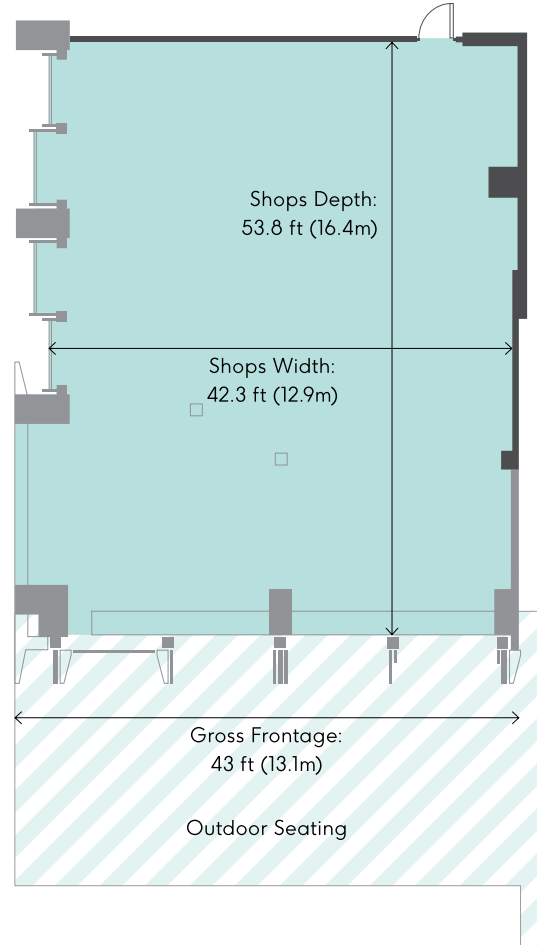 Shops Depth:
53.8 ft (16.4m)
Shops Width:
42.3 ft (12.9m)
Gross Frontage:
43 ft (13.1m)
Outdoor Seating